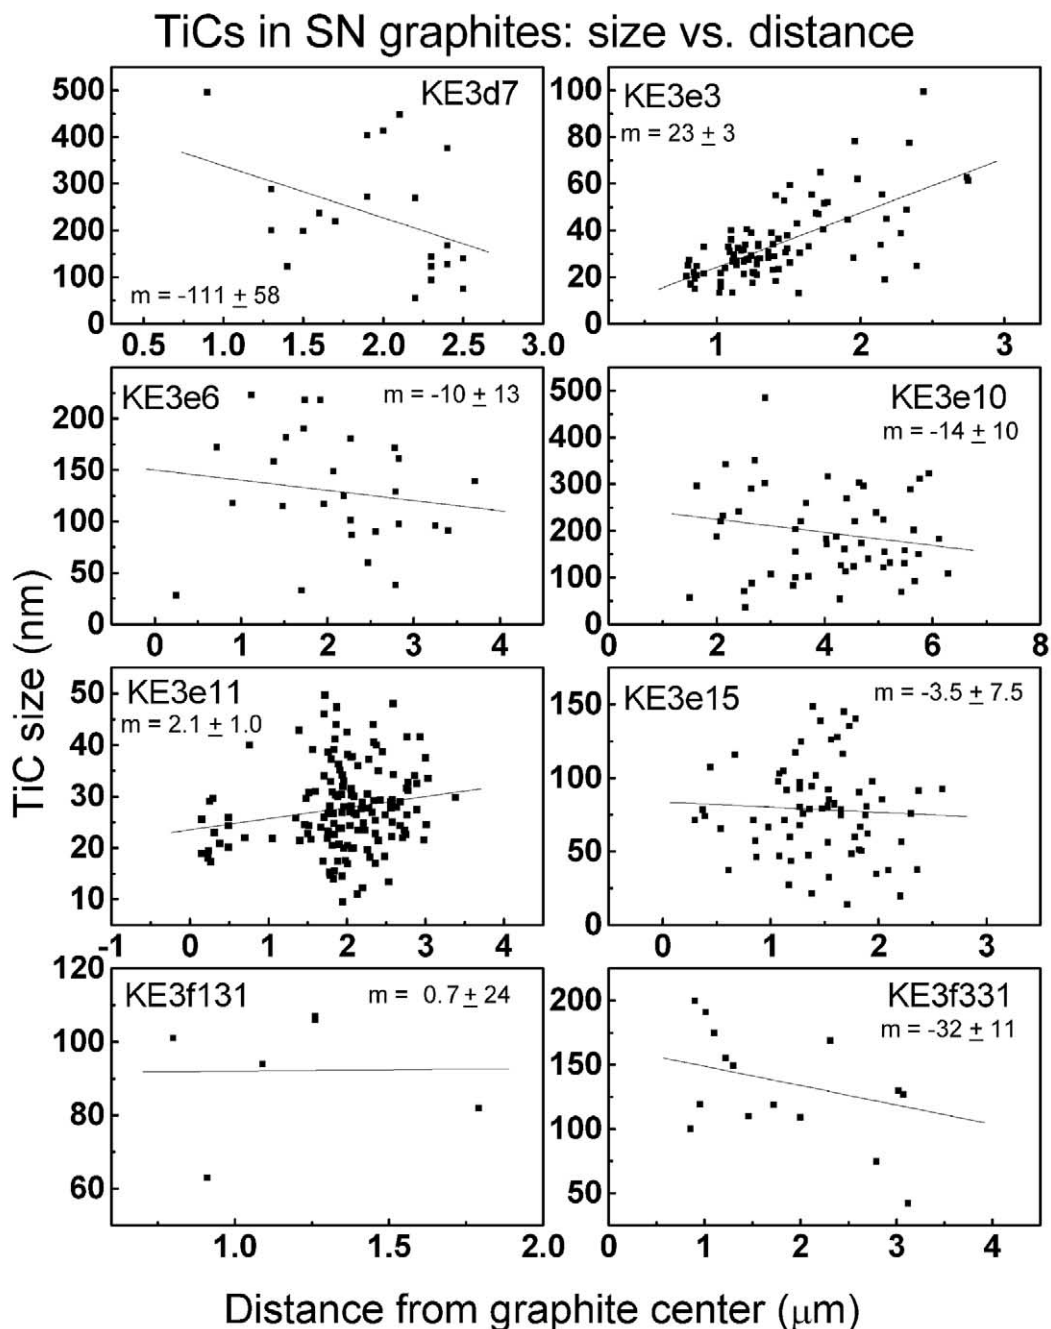 TiCs in SN graphites: size vs. distance
KE3d7
m = -111 ± 58
500
400
300
200
100
0
0.5 1.0 1.5 2.0 2.5 3.0
KE3e3
m = 23 ± 3
100
80
60
40
20
0
1 2 3
KE3e6
m = -10 ± 13
200
150
100
50
0
0 1 2 3 4
KE3e10
m = -14 ± 10
500
400
300
200
100
0
0 2 4 6 8
KE3e11
m = 2.1 ± 1.0
50
40
30
20
10
-1 0 1 2 3 4
KE3e15
m = -3.5 ± 7.5
150
100
50
0
0 1 2 3
KE3f131
m = 0.7 ± 24
120
100
80
60
1.0 1.5 2.0
KE3f331
m = -32 ± 11
200
150
100
50
0 1 2 3 4
TiC size (nm)
Distance from graphite center (μm)